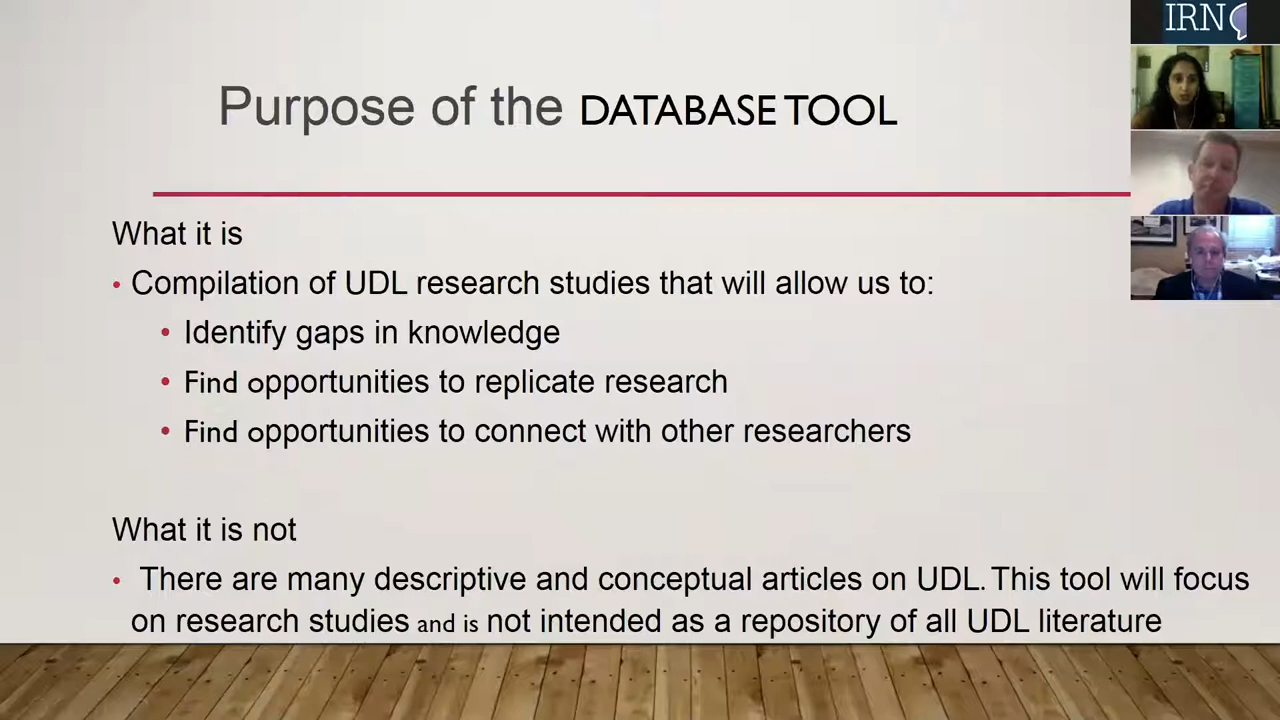 IRN
Purpose of the DATABASE TOOL
What it is
• Compilation of UDL research studies that will allow us to:
• Identify gaps in knowledge
• Find opportunities to replicate research
• Find opportunities to connect with other researchers
What it is not
• There are many descriptive and conceptual articles on UDL. This tool will focus
on research studies and is not intended as a repository of all UDL literature